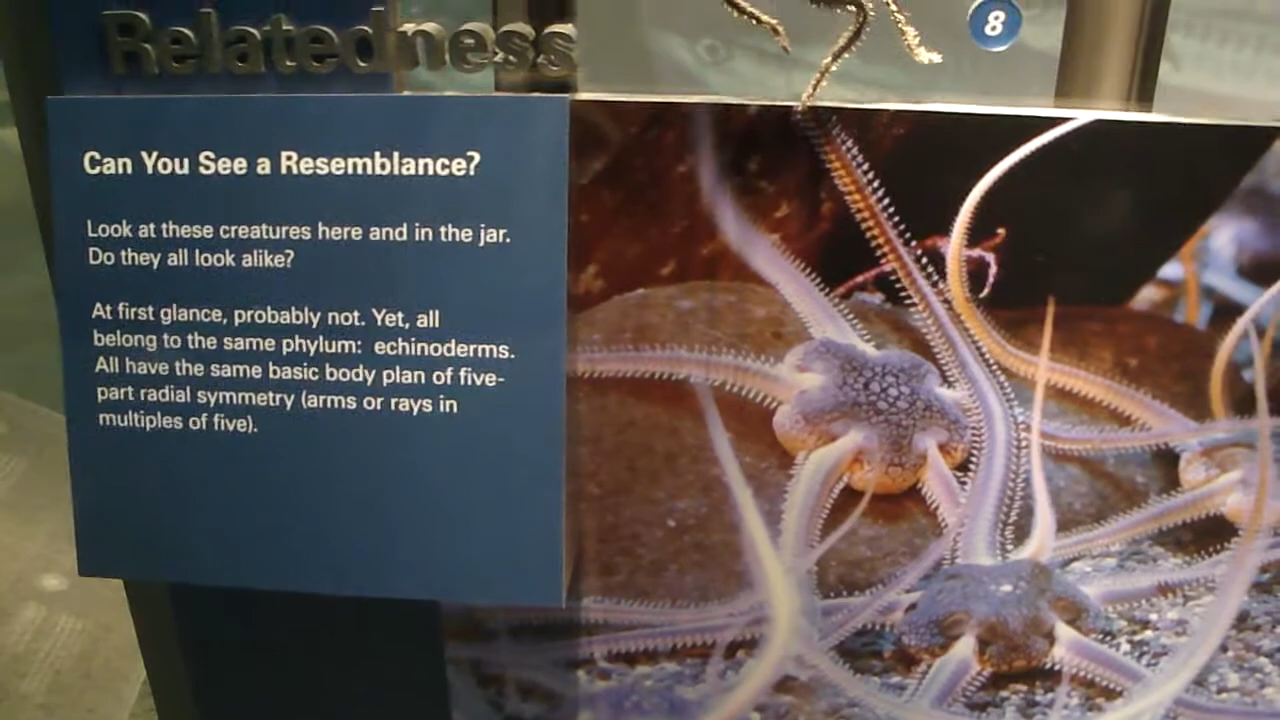 Relatedness
8
Can You See a Resemblance?
Look at these creatures here and in the jar.
Do they all look alike?
At first glance, probably not. Yet, all
belong to the same phylum: echinoderms.
All have the same basic body plan of five-
part radial symmetry (arms or rays in
multiples of five).